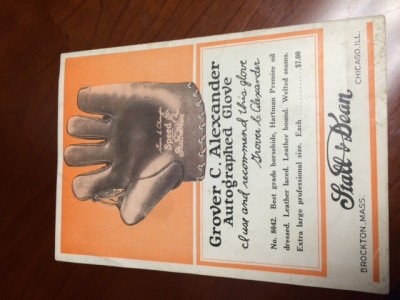 Grover C. Alexander
Autographed Glove
I use and recommend this glove
Grover C Alexander
No. 8042. Best grade horsehide, Hartman Premier oil
dressed. Leather laced. Leather bound. Welted seams.
Extra large professional size. Each .......... $7.00
Stall & Dean
BROCKTON, MASS. CHICAGO, ILL.